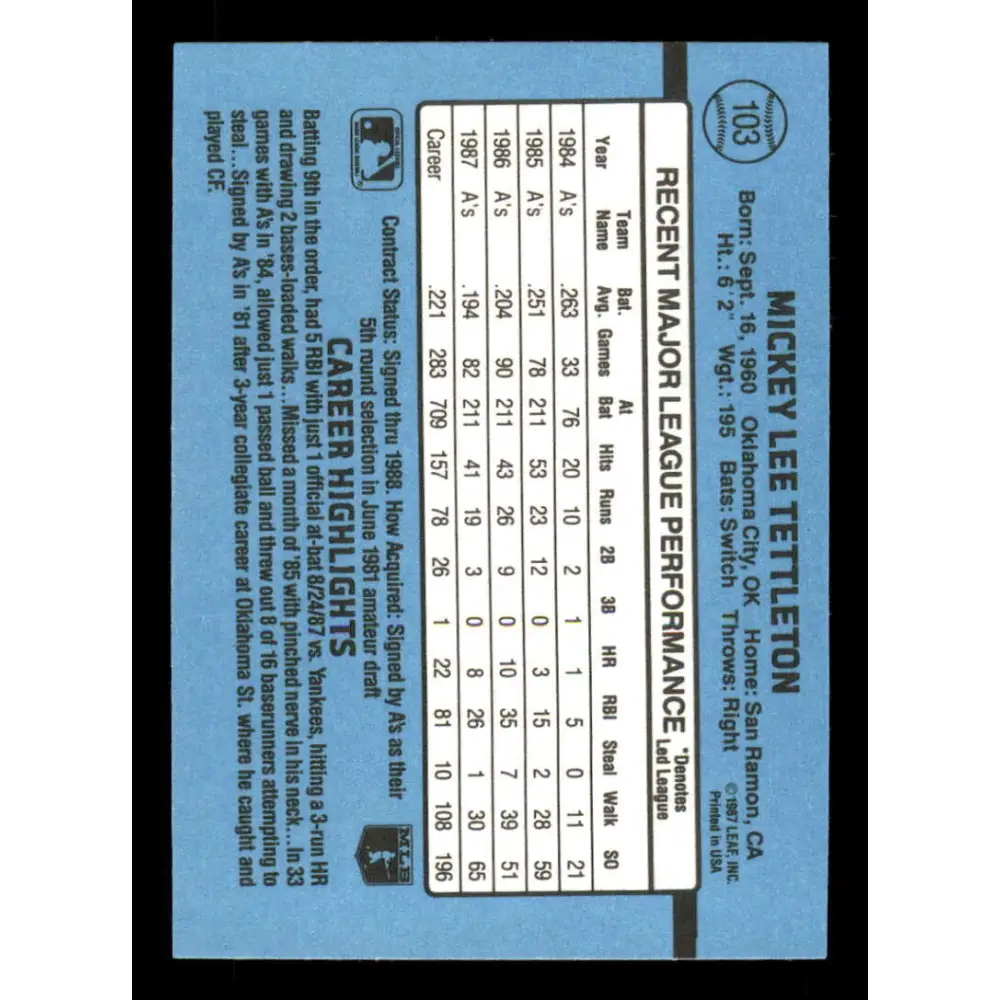 103
MICKEY LEE TETTLETON
Born: Sept. 16, 1960 Oklahoma City, OK Home: San Ramon, CA
Ht.: 6'2" Wgt.: 195 Bats: Switch Throws: Right
©1987 LEAF, INC.
Printed in USA
RECENT MAJOR LEAGUE PERFORMANCE *Denotes Led League
Year Team Name Bat. Avg. Games At Bat Hits Runs 2B 3B HR RBI Steal Walk SO
1984 A's .263 33 76 20 10 2 1 1 5 0 11 21
1985 A's .251 78 211 53 23 12 0 3 15 2 28 59
1986 A's .204 90 211 43 26 9 0 10 35 7 39 51
1987 A's .194 82 211 41 19 3 0 8 26 1 30 65
Career .221 283 709 157 78 26 1 22 81 10 108 196
Contract Status: Signed thru 1988. How Acquired: Signed by A's as their
5th round selection in June 1981 amateur draft
MLB
CAREER HIGHLIGHTS
Batting 9th in the order, had 5 RBI with just 1 official at-bat 8/24/87 vs. Yankees, hitting a 3-run HR
and drawing 2 bases-loaded walks...Missed a month of '85 with pinched nerve in his neck...In 33
games with A's in '84, allowed just 1 passed ball and threw out 8 of 16 baserunners attempting to
steal...Signed by A's in '81 after 3-year collegiate career at Oklahoma St. where he caught and
played CF.